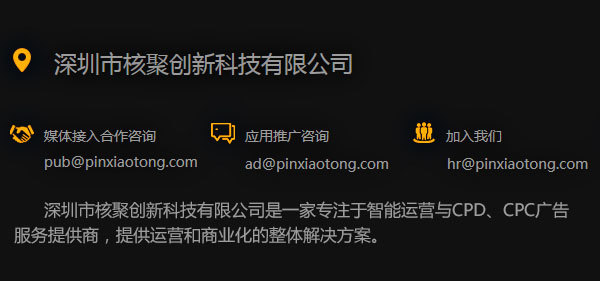 深圳市核聚创新科技有限公司
媒体接入合作咨询
pub@pinxiaotong.com
应用推广咨询
ad@pinxiaotong.com
加入我们
hr@pinxiaotong.com
深圳市核聚创新科技有限公司是一家专注于智能运营与CPD、CPC广告
服务提供商，提供运营和商业化的整体解决方案。